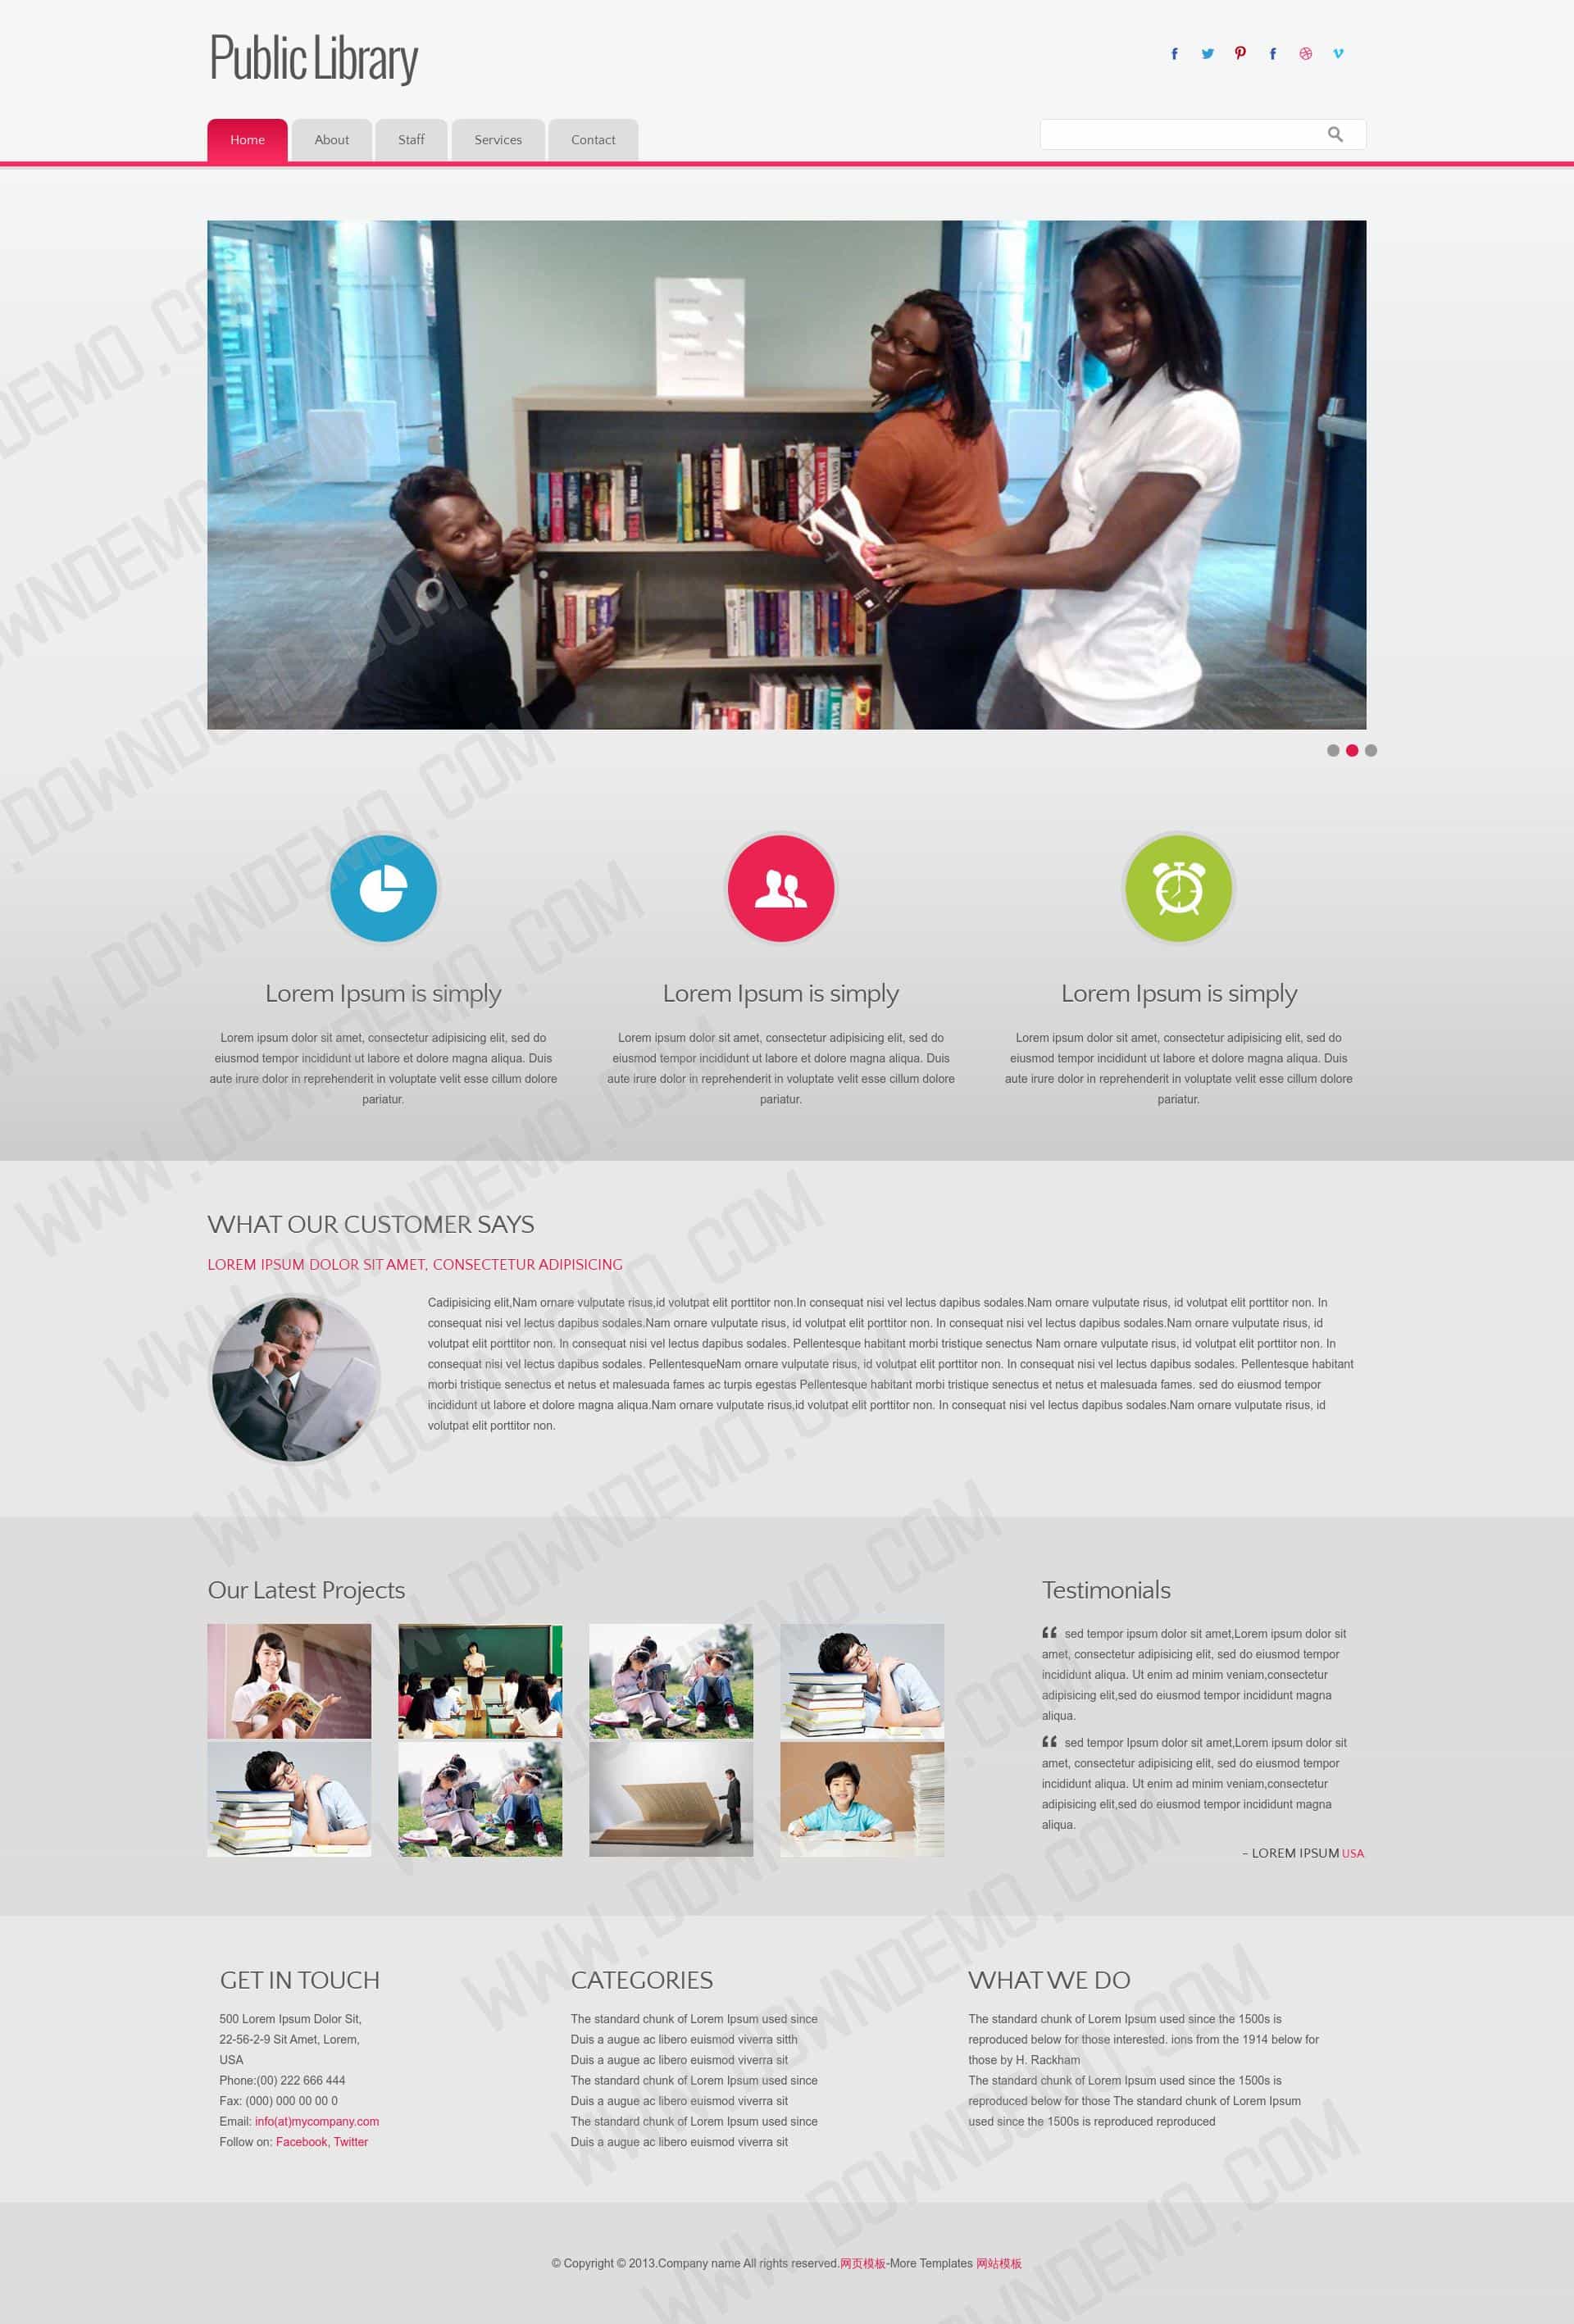 Public Library
Home
About
Staff
Services
Contact
Lorem Ipsum is simply
Lorem ipsum dolor sit amet, consectetur adipisicing elit, sed do
eiusmod tempor incididunt ut labore et dolore magna aliqua. Duis
aute irure dolor in reprehenderit in voluptate velit esse cillum dolore
pariatur.
Lorem Ipsum is simply
Lorem ipsum dolor sit amet, consectetur adipisicing elit, sed do
eiusmod tempor incididunt ut labore et dolore magna aliqua. Duis
aute irure dolor in reprehenderit in voluptate velit esse cillum dolore
pariatur.
Lorem Ipsum is simply
Lorem ipsum dolor sit amet, consectetur adipisicing elit, sed do
eiusmod tempor incididunt ut labore et dolore magna aliqua. Duis
aute irure dolor in reprehenderit in voluptate velit esse cillum dolore
pariatur.
WHAT OUR CUSTOMER SAYS
LOREM IPSUM DOLOR SIT AMET, CONSECTETUR ADIPISICING
Cadipisicing elit,Nam ornare vulputate risus,id volutpat elit porttitor non.In consequat nisi vel lectus dapibus sodales.Nam ornare vulputate risus, id volutpat elit porttitor non. In
consequat nisi vel lectus dapibus sodales.Nam ornare vulputate risus, id volutpat elit porttitor non. In consequat nisi vel lectus dapibus sodales.Nam ornare vulputate risus, id
volutpat elit porttitor non. In consequat nisi vel lectus dapibus sodales. Pellentesque habitant morbi tristique senectus Nam ornare vulputate risus, id volutpat elit porttitor non. In
consequat nisi vel lectus dapibus sodales. PellentesqueNam ornare vulputate risus, id volutpat elit porttitor non. In consequat nisi vel lectus dapibus sodales. Pellentesque habitant
morbi tristique senectus et netus et malesuada fames ac turpis egestas Pellentesque habitant morbi tristique senectus et netus et malesuada fames. sed do eiusmod tempor
incididunt ut labore et dolore magna aliqua.Nam ornare vulputate risus,id volutpat elit porttitor non. In consequat nisi vel lectus dapibus sodales.Nam ornare vulputate risus, id
volutpat elit porttitor non.
Our Latest Projects
Testimonials
“ sed tempor ipsum dolor sit amet,Lorem ipsum dolor sit
amet, consectetur adipisicing elit, sed do eiusmod tempor
incididunt aliqua. Ut enim ad minim veniam,consectetur
adipisicing elit,sed do eiusmod tempor incididunt magna
aliqua.
“ sed tempor Ipsum dolor sit amet,Lorem ipsum dolor sit
amet, consectetur adipisicing elit, sed do eiusmod tempor
incididunt aliqua. Ut enim ad minim veniam,consectetur
adipisicing elit,sed do eiusmod tempor incididunt magna
aliqua.
- LOREM IPSUM USA
GET IN TOUCH
500 Lorem Ipsum Dolor Sit,
22-56-2-9 Sit Amet, Lorem,
USA
Phone:(00) 222 666 444
Fax: (000) 000 00 00 0
Email: info(at)mycompany.com
Follow on: Facebook, Twitter
CATEGORIES
The standard chunk of Lorem Ipsum used since
Duis a augue ac libero euismod viverra sitth
Duis a augue ac libero euismod viverra sit
The standard chunk of Lorem Ipsum used since
Duis a augue ac libero euismod viverra sit
The standard chunk of Lorem Ipsum used since
Duis a augue ac libero euismod viverra sit
WHAT WE DO
The standard chunk of Lorem Ipsum used since the 1500s is
reproduced below for those interested. ions from the 1914 below for
those by H. Rackham
The standard chunk of Lorem Ipsum used since the 1500s is
reproduced below for those The standard chunk of Lorem Ipsum
used since the 1500s is reproduced reproduced
© Copyright © 2013.Company name All rights reserved.网页模板-More Templates 网站模板
WWW.DOWNDEMO.COM